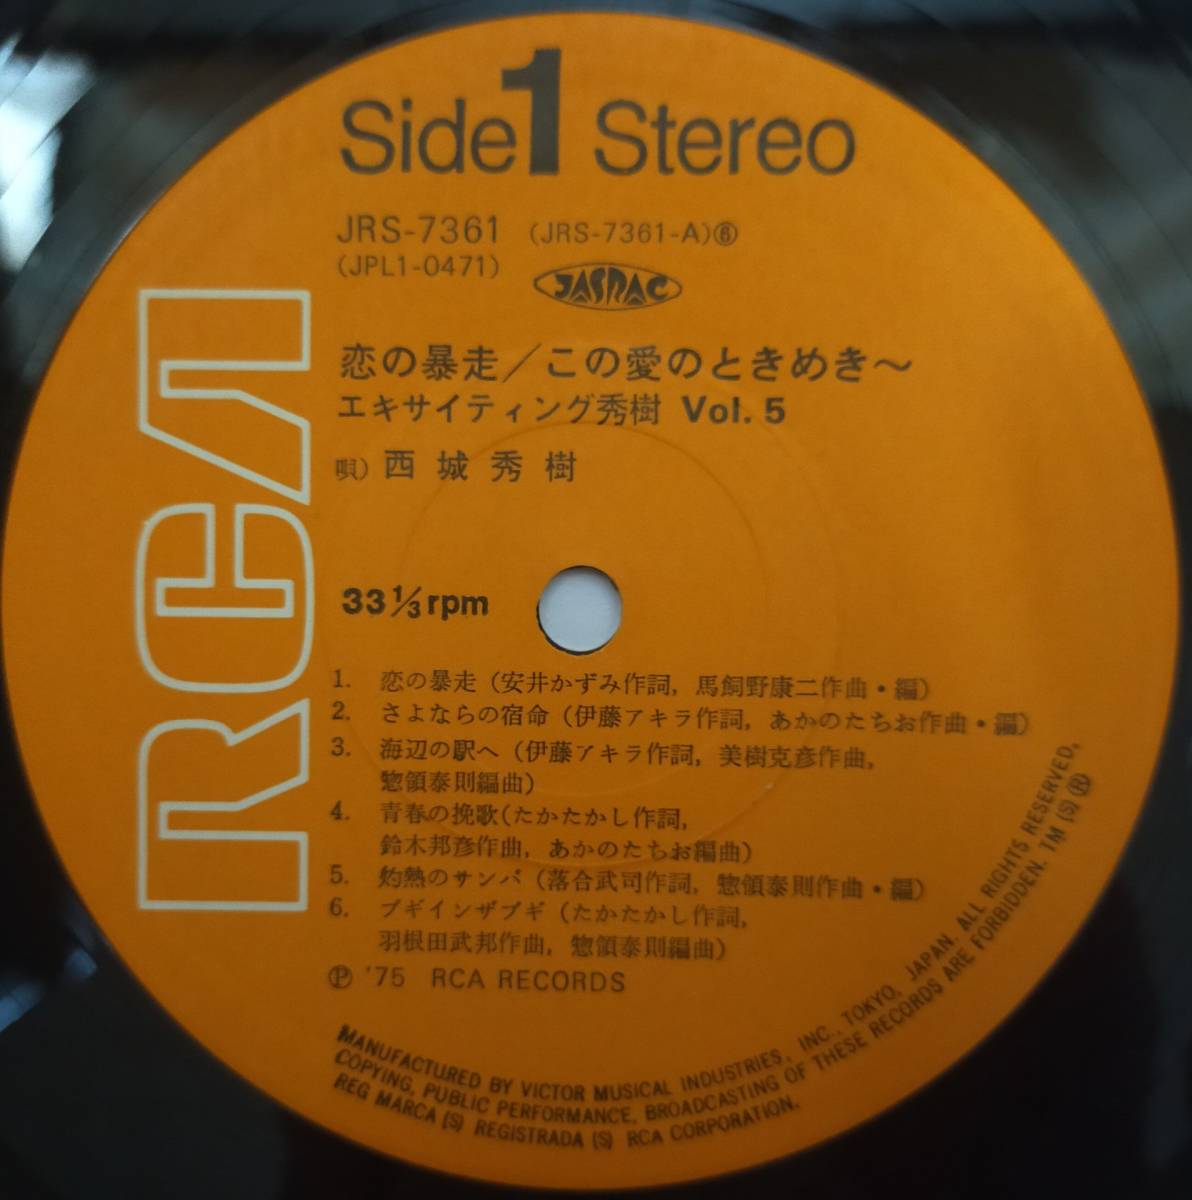 Side 1 Stereo
JRS-7361 (JRS-7361-A)⑥
(JPL1-0471)
JASRAC
恋の暴走/この愛のときめき〜
エキサイティング秀樹 Vol. 5
唄) 西城秀樹
RCA
33 1/3 rpm
1. 恋の暴走 (安井かずみ作詞, 馬飼野康二作曲・編)
2. さよならの宿命 (伊藤アキラ作詞, あかのたちお作曲・編)
3. 海辺の駅へ (伊藤アキラ作詞, 美樹克彦作曲,
惣領泰則編曲)
4. 青春の挽歌(たかたかし作詞,
鈴木邦彦作曲, あかのたちお編曲)
5. 灼熱のサンバ (落合武司作詞, 惣領泰則作曲・編)
6. ブギインザブギ (たかたかし作詞,
羽根田武邦作曲, 惣領泰則編曲)
Ⓟ '75 RCA RECORDS
MANUFACTURED BY VICTOR MUSICAL INDUSTRIES, INC., TOKYO, JAPAN. ALL RIGHTS RESERVED,
COPYING, PUBLIC PERFORMANCE, BROADCASTING OF THESE RECORDS ARE FORBIDDEN. TM (S) ®
REG MARCA (S) REGISTRADA (S) RCA CORPORATION.